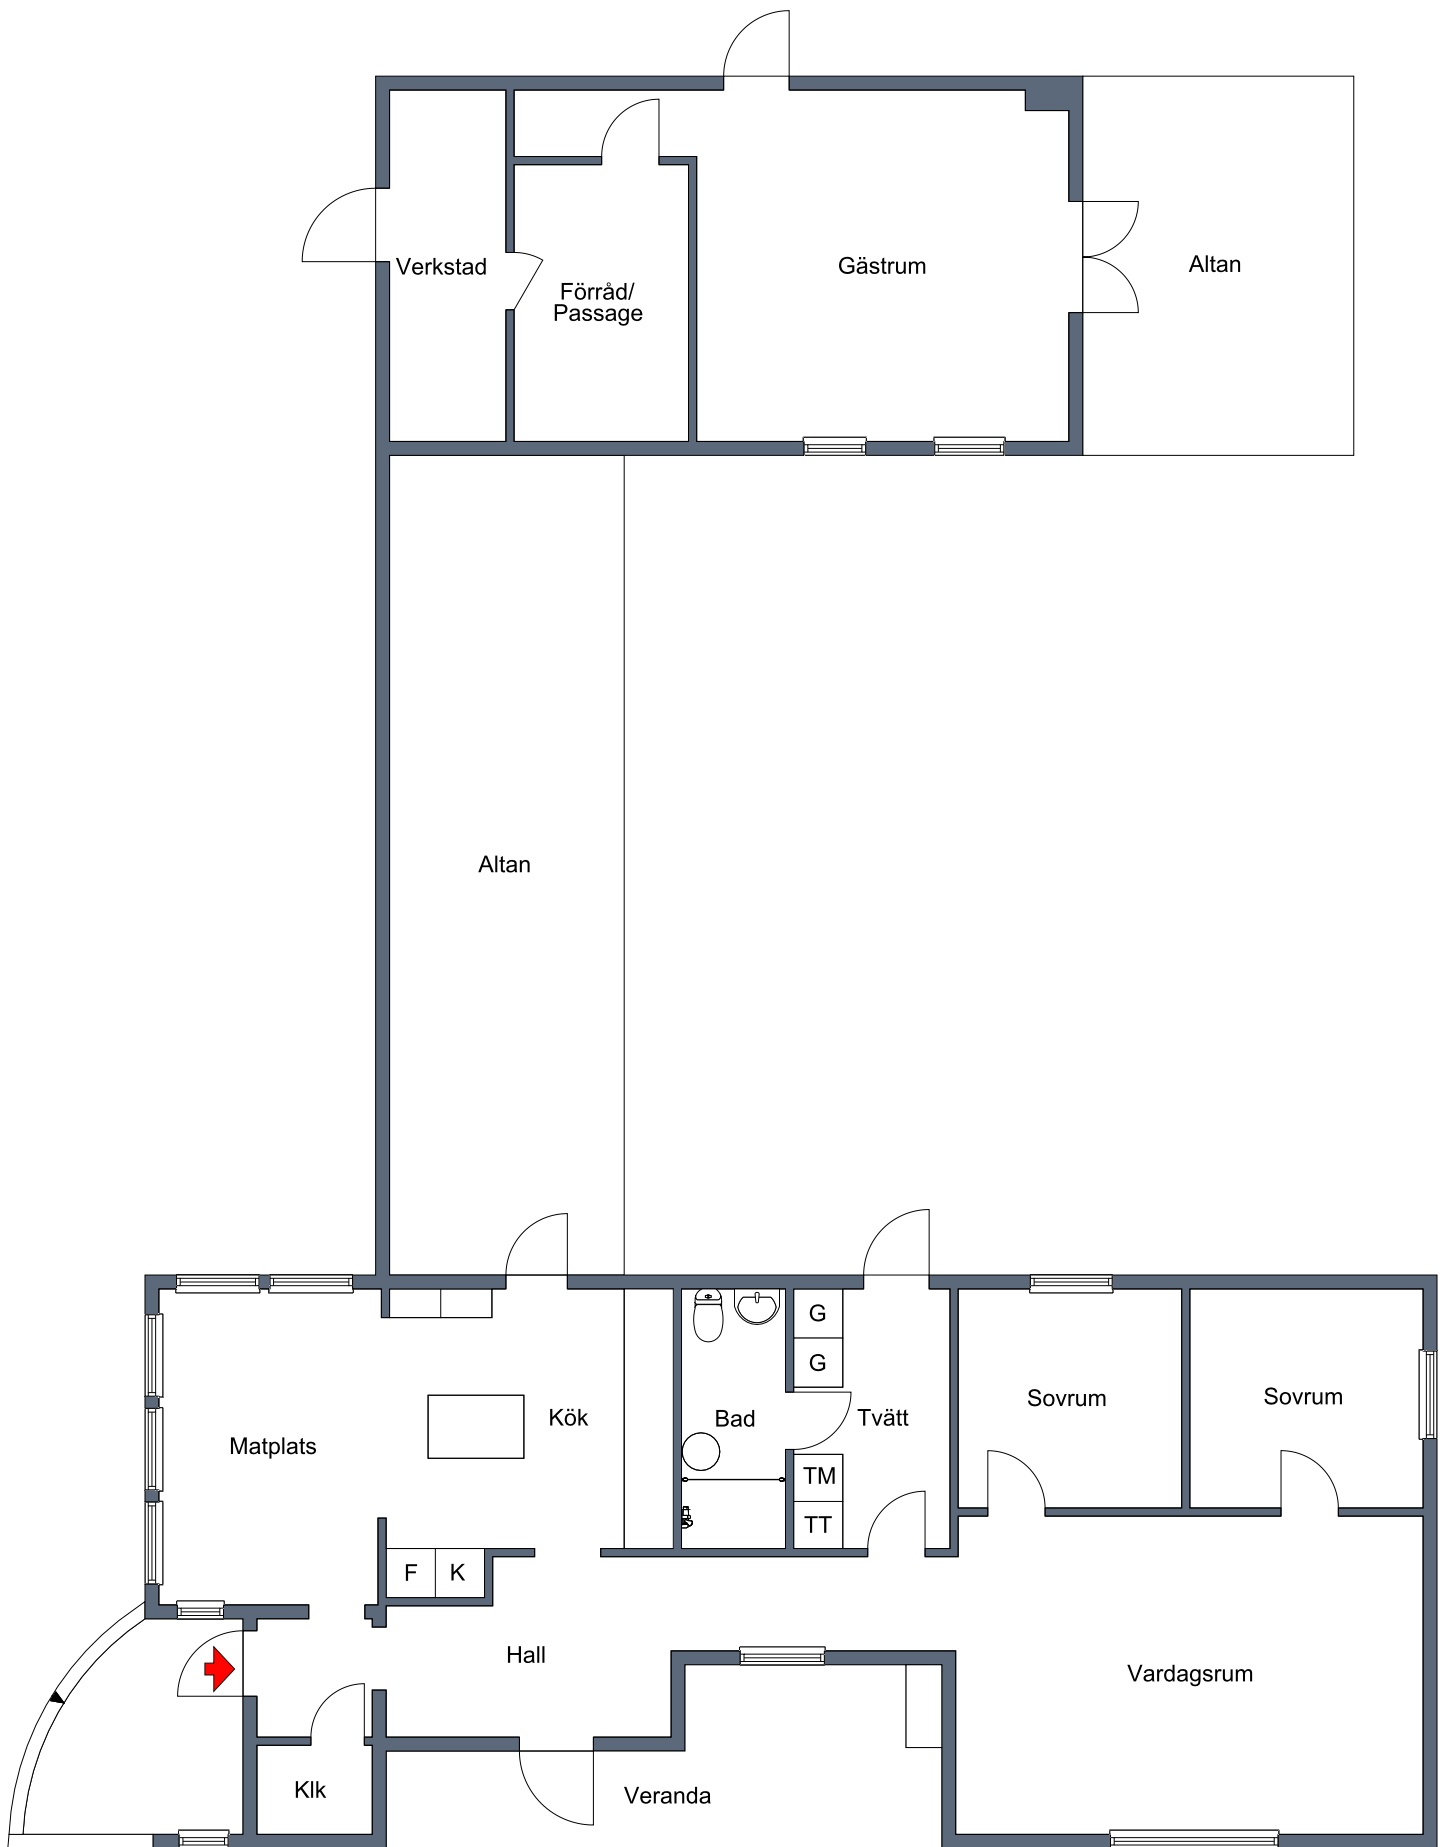 Verkstad
Förråd/
Passage
Gästrum
Altan
Altan
G
G
Sovrum
Sovrum
Kök
Bad
Tvätt
Matplats
TM
TT
F
K
Hall
Vardagsrum
Klk
Veranda